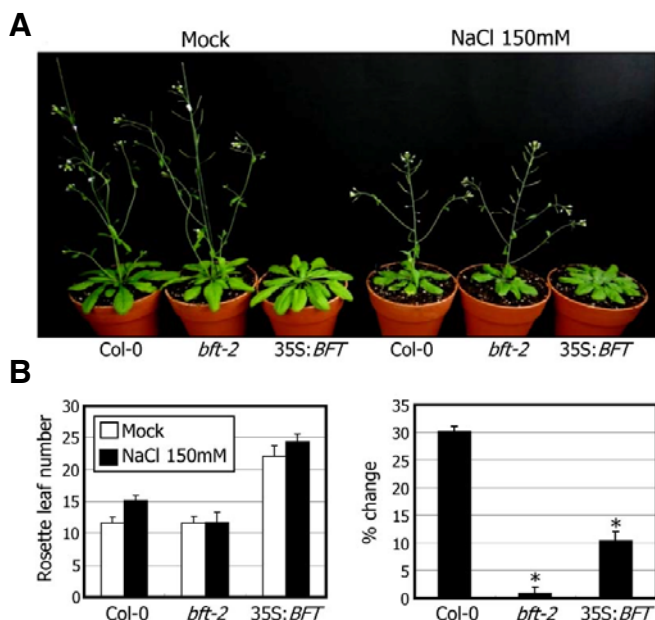 A
Mock NaCl 150mM
Col-0 bft-2 35S:BFT Col-0 bft-2 35S:BFT
B
Rosette leaf number
30
25
20
15
10
5
0
Mock
NaCl 150mM
Col-0 bft-2 35S:BFT
% change
35
30
25
20
15
10
5
0
* *
Col-0 bft-2 35S:BFT